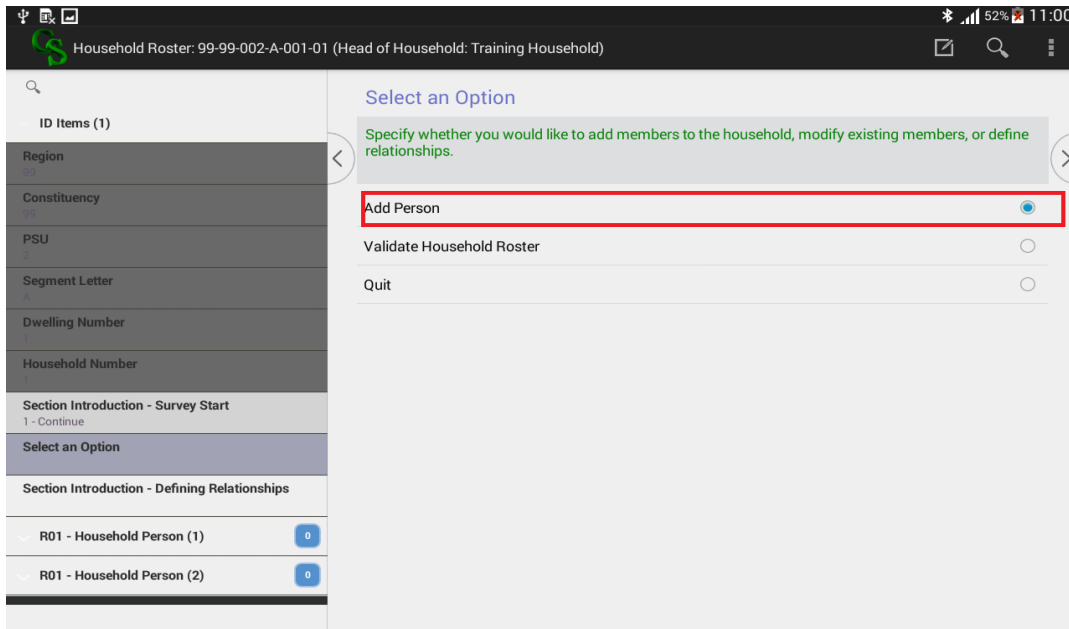 52% 11:00
CS
Household Roster: 99-99-002-A-001-01 (Head of Household: Training Household)
ID Items (1)
Region
99
Constituency
99
PSU
2
Segment Letter
A
Dwelling Number
1
Household Number
1
Section Introduction - Survey Start
1 - Continue
Select an Option
Section Introduction - Defining Relationships
R01 - Household Person (1) 0
R01 - Household Person (2) 0
Select an Option
Specify whether you would like to add members to the household, modify existing members, or define
relationships.
Add Person
Validate Household Roster
Quit